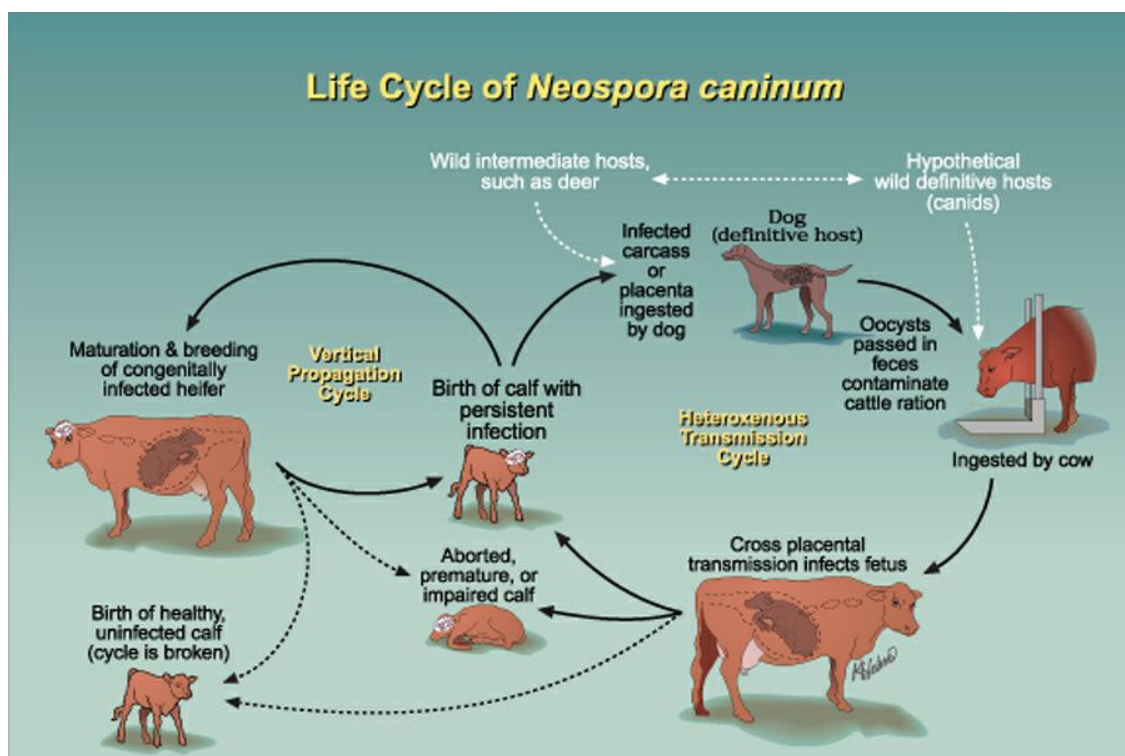 Life Cycle of Neospora caninum
Wild intermediate hosts,
such as deer
Hypothetical
wild definitive hosts
(canids)
Infected
carcass
or
placenta
ingested
by dog
Dog
(definitive host)
Oocysts
passed in
feces
contaminate
cattle ration
Ingested by cow
Maturation & breeding
of congenitally
infected heifer
Vertical
Propagation
Cycle
Birth of calf with
persistent
infection
Heteroxenous
Transmission
Cycle
Cross placental
transmission infects fetus
Aborted,
premature, or
impaired calf
Birth of healthy,
uninfected calf
(cycle is broken)